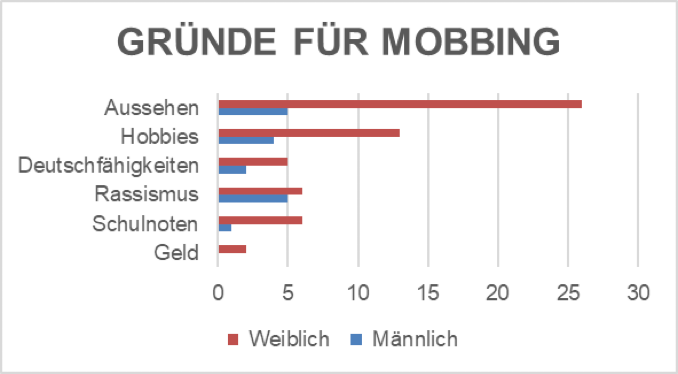 GRÜNDE FÜR MOBBING
Aussehen
Hobbies
Deutschfähigkeiten
Rassismus
Schulnoten
Geld
0 5 10 15 20 25 30
Weiblich Männlich